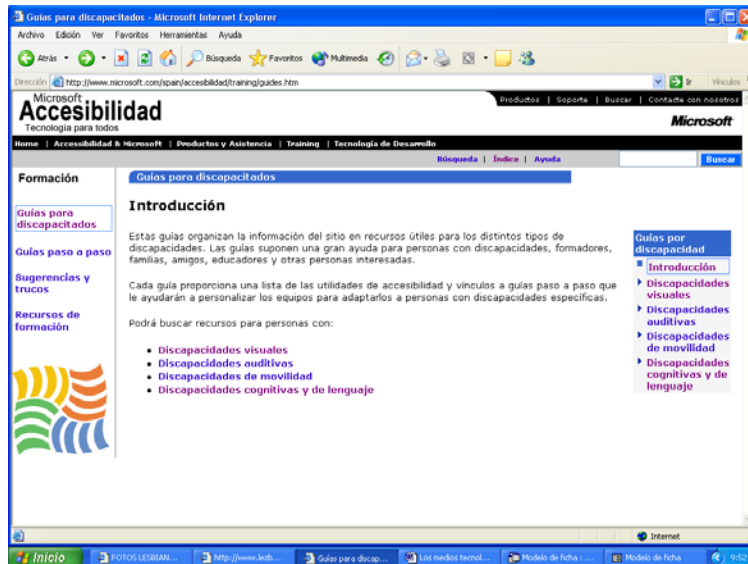 Guías para discapacitados - Microsoft Internet Explorer
Archivo Edición Ver Favoritos Herramientas Ayuda
Atrás Búsqueda Favoritos Multimedia
Dirección http://www.microsoft.com/spain/accesibilidad/training/guides.htm Ir Vínculos
Productos | Soporte | Buscar | Contacte con nosotros
Microsoft
Accesibilidad
Tecnología para todos
Microsoft
Home | Accessibilidad & Microsoft | Productos y Asistencia | Training | Tecnología de Desarrollo
Búsqueda | Índice | Ayuda
Buscar
Formación
Guías para
discapacitados
Guías paso a paso
Sugerencias y
trucos
Recursos de
formación
Guías para discapacitados
Introducción
Estas guías organizan la información del sitio en recursos útiles para los distintos tipos de
discapacidades. Las guías suponen una gran ayuda para personas con discapacidades, formadores,
familias, amigos, educadores y otras personas interesadas.
Cada guía proporciona una lista de las utilidades de accesibilidad y vínculos a guías paso a paso que
le ayudarán a personalizar los equipos para adaptarlos a personas con discapacidades específicas.
Podrá buscar recursos para personas con:
Discapacidades visuales
Discapacidades auditivas
Discapacidades de movilidad
Discapacidades cognitivas y de lenguaje
Guías por
discapacidad
Introducción
Discapacidades
visuales
Discapacidades
auditivas
Discapacidades
de movilidad
Discapacidades
cognitivas y de
lenguaje
Internet
Inicio FOTOS LESBIAN... http://www.lezb... Guías para discap... Los medios tecnol... Modelo de ficha : ... Modelo de ficha 9:52